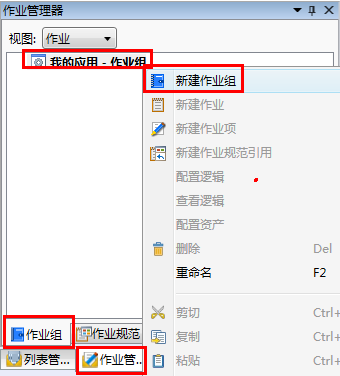 作业管理器
视图: 作业
我的应用 - 作业组
新建作业组
新建作业
新建作业项
新建作业规范引用
配置逻辑
查看逻辑
配置资产
删除 Del
重命名 F2
剪切 Ctrl+
复制 Ctrl+
粘贴 Ctrl+
作业组 作业规范
列表管... 作业管...